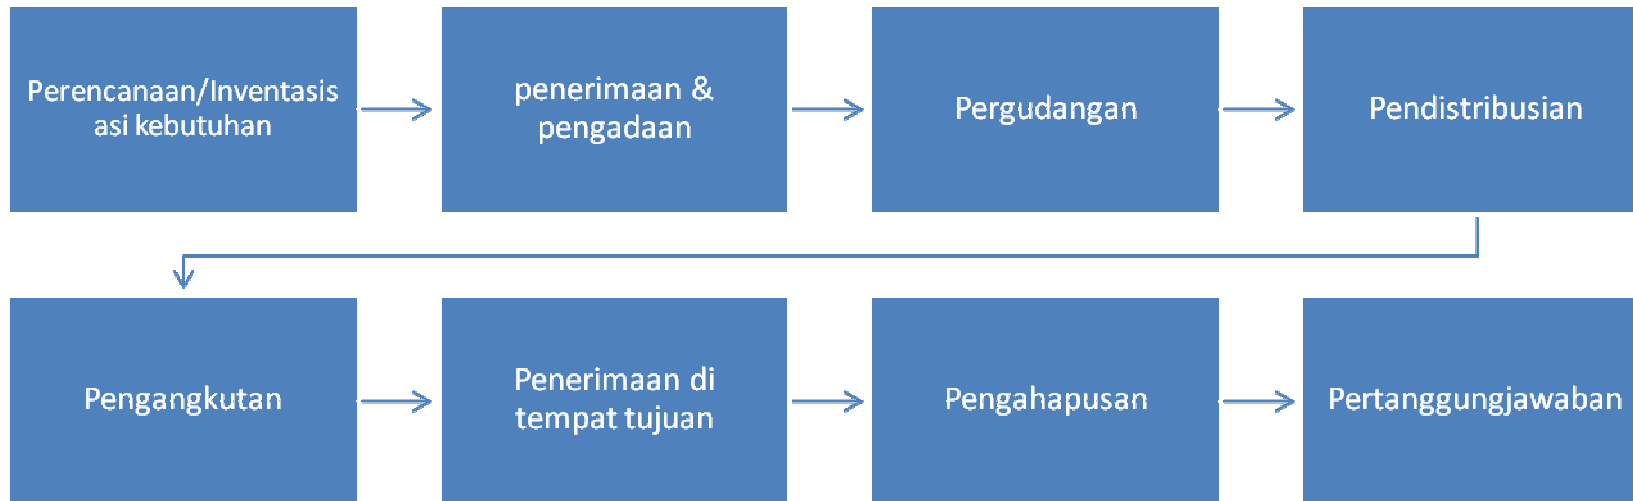 Perencanaan/Inventasis
asi kebutuhan
penerimaan &
pengadaan
Pergudangan
Pendistribusian
Pengangkutan
Penerimaan di
tempat tujuan
Pengahapusan
Pertanggungjawaban